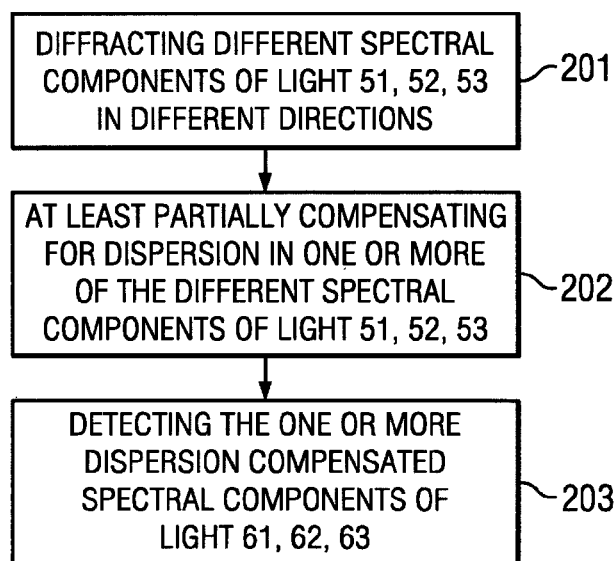 DIFFRACTING DIFFERENT SPECTRAL
COMPONENTS OF LIGHT 51, 52, 53
IN DIFFERENT DIRECTIONS
201
AT LEAST PARTIALLY COMPENSATING
FOR DISPERSION IN ONE OR MORE
OF THE DIFFERENT SPECTRAL
COMPONENTS OF LIGHT 51, 52, 53
202
DETECTING THE ONE OR MORE
DISPERSION COMPENSATED
SPECTRAL COMPONENTS OF
LIGHT 61, 62, 63
203